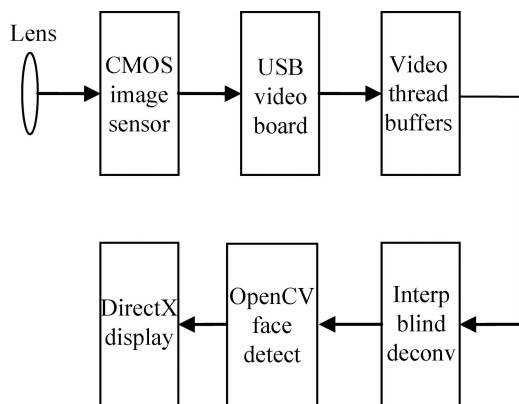 Lens
CMOS
image
sensor
USB
video
board
Video
thread
buffers
DirectX
display
OpenCV
face
detect
Interp
blind
deconv